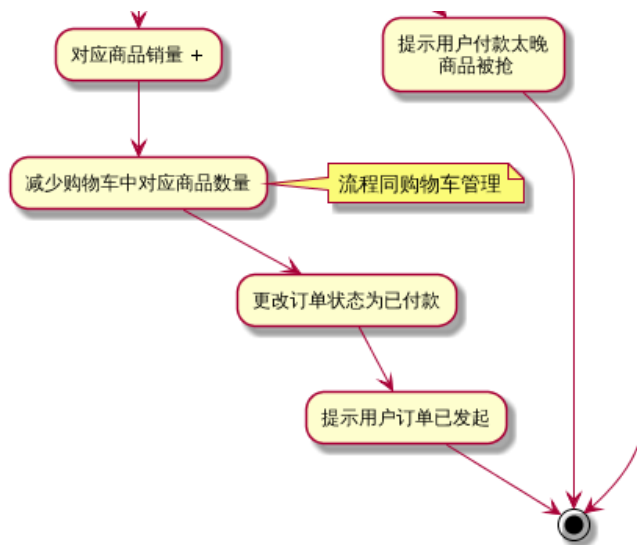 对应商品销量 +
提示用户付款太晚
商品被抢
减少购物车中对应商品数量
流程同购物车管理
更改订单状态为已付款
提示用户订单已发起